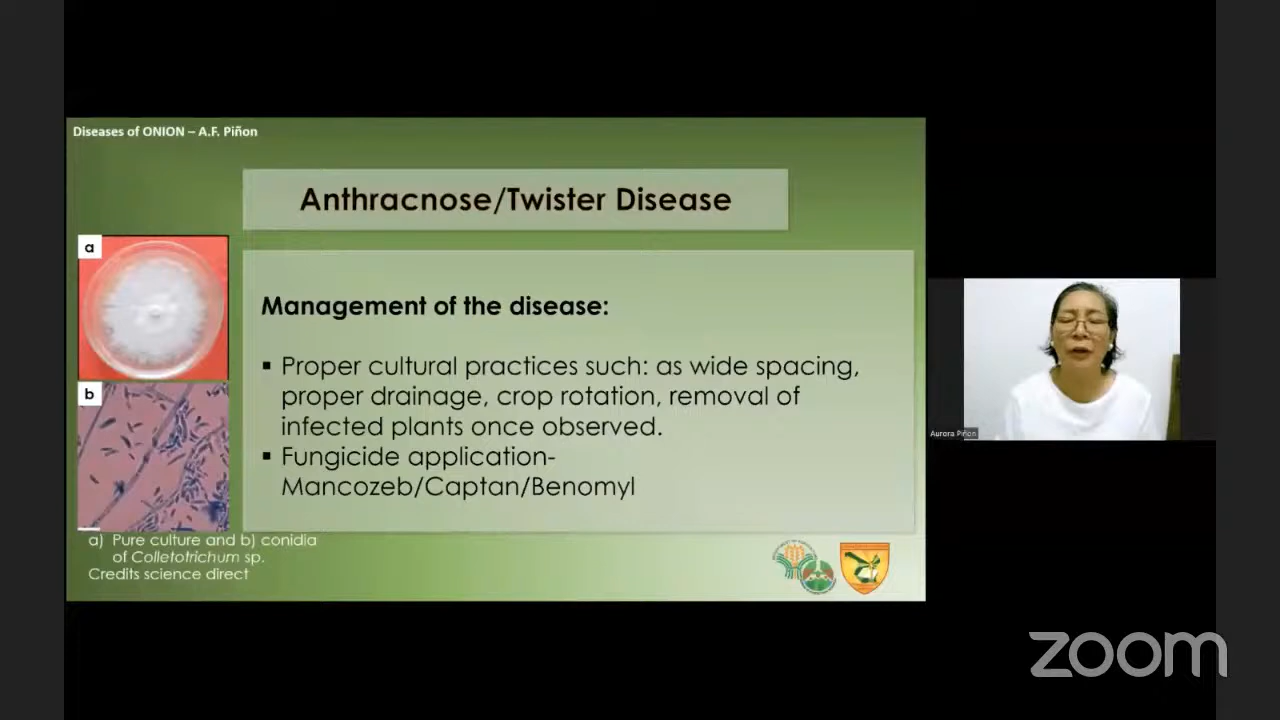 Diseases of ONION – A.F. Piñon
Anthracnose/Twister Disease
a
b
Management of the disease:
▪ Proper cultural practices such: as wide spacing,
proper drainage, crop rotation, removal of
infected plants once observed.
▪ Fungicide application-
Mancozeb/Captan/Benomyl
a) Pure culture and b) conidia
of Colletotrichum sp.
Credits science direct
Aurora Piñon
zoom